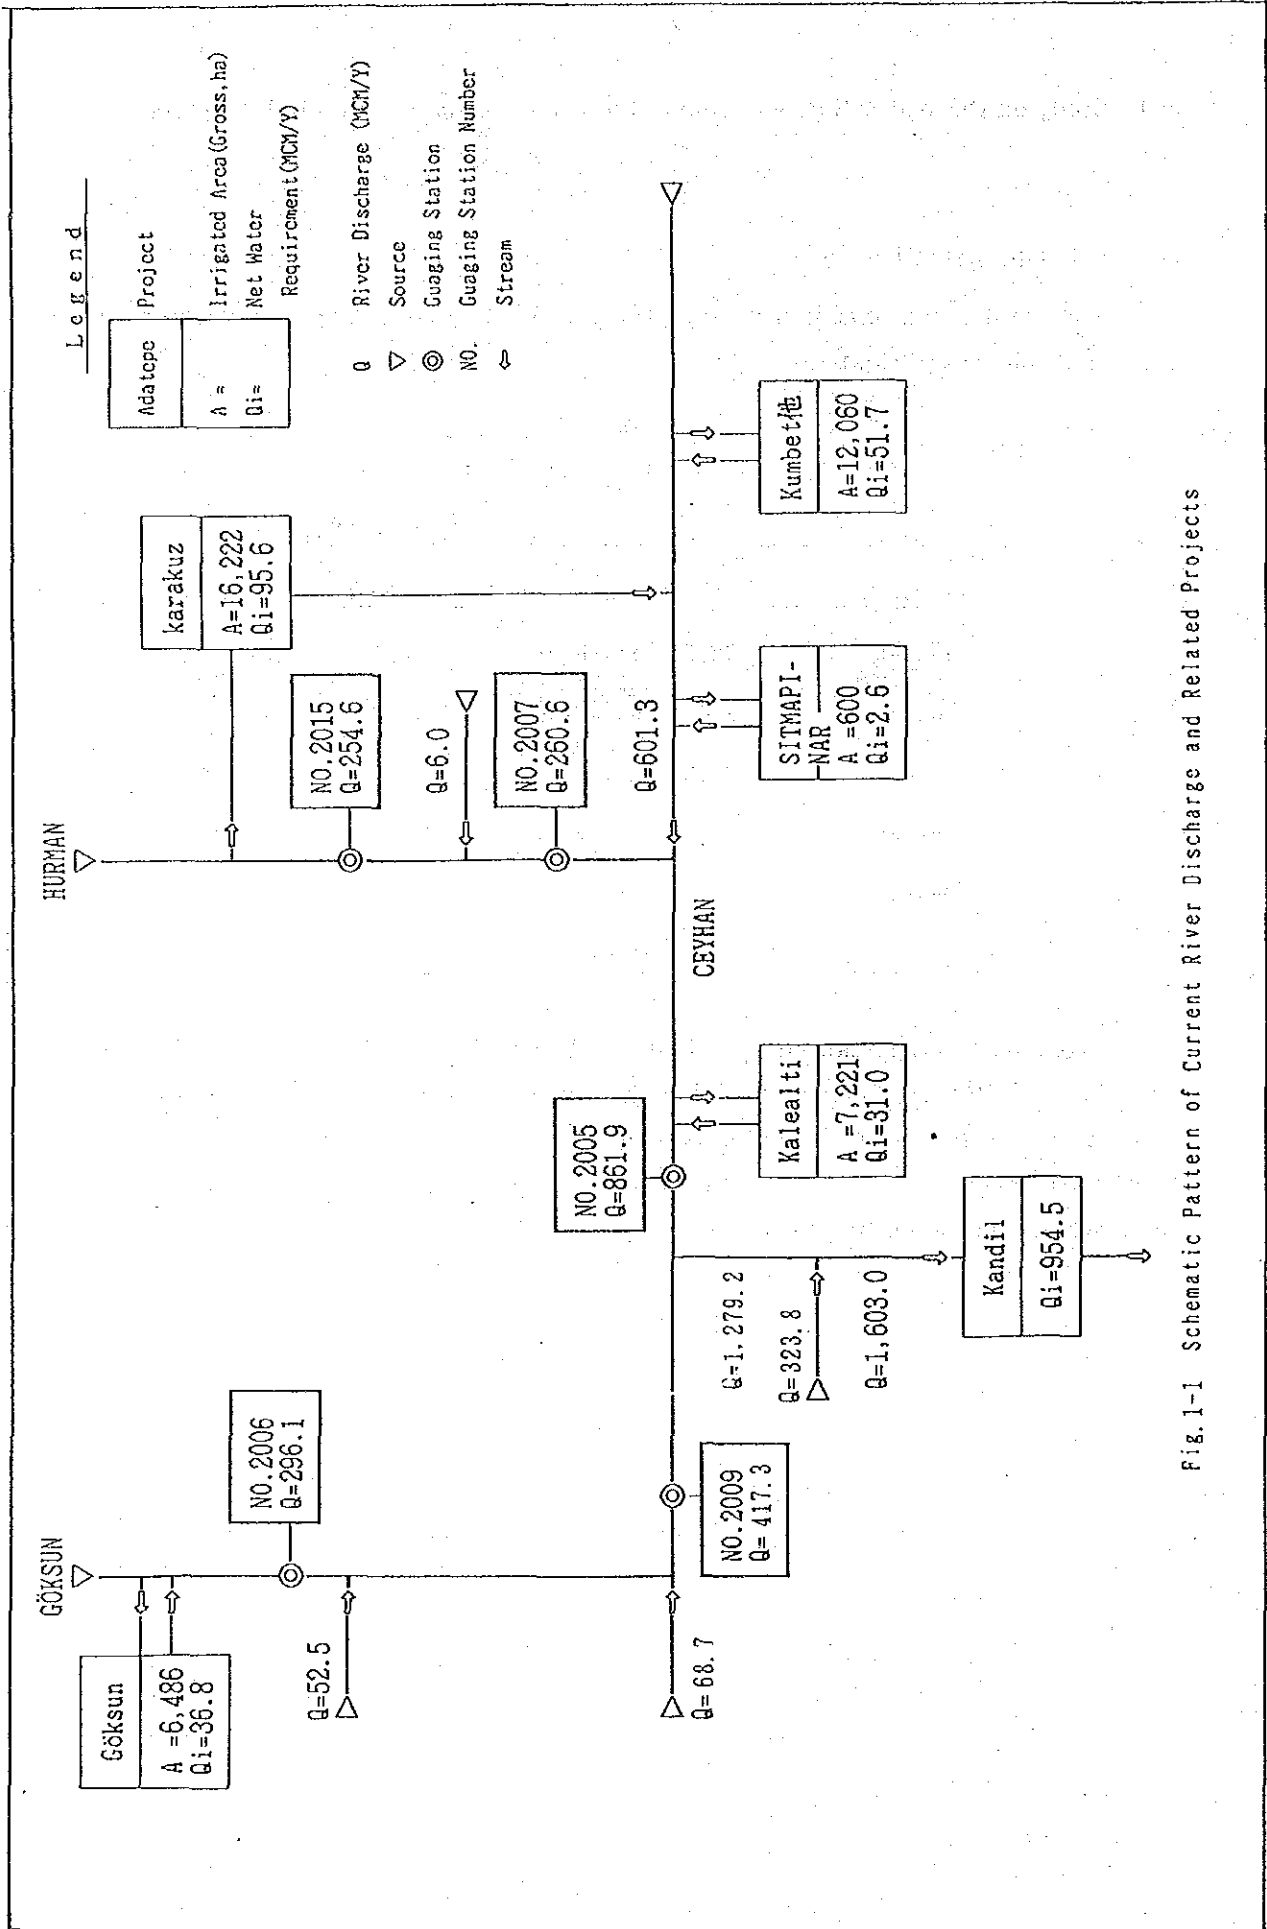 GÖKSUN
Göksun
A =6,486
Qi=36.8
NO.2006
Q=296.1
Q=52.5
Q=68.7
NO.2009
Q= 417.3
HURMAN
karakuz
A=16,222
Qi=95.6
NO.2015
Q=254.6
Q=6.0
NO.2007
Q=260.6
Q=601.3
CEYHAN
NO.2005
Q=861.9
Q=1,279.2
Q=323.8
Q=1,603.0
Kandil
Qi=954.5
Kalealti
A =7,221
Qi=31.0
SITMAPI-
NAR
A =600
Qi=2.6
Kumbet他
A=12,060
Qi=51.7
Legend
Adatepe Project
A = Irrigated Area(Gross,ha)
Qi= Net Water
Requirement(MCM/Y)
Q River Discharge (MCM/Y)
Source
Guaging Station
NO. Guaging Station Number
Stream
Fig.1-1 Schematic Pattern of Current River Discharge and Related Projects